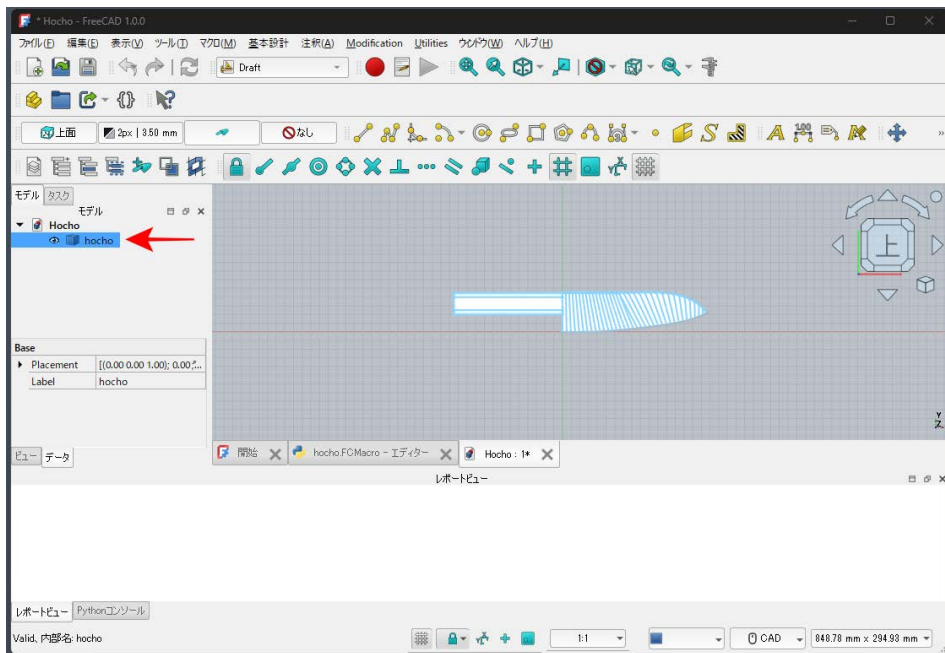 * Hocho - FreeCAD 1.0.0
ファイル(F) 編集(E) 表示(V) ツール(T) マクロ(M) 基本設計 注釈(A) Modification Utilities ウィンドウ(W) ヘルプ(H)
Draft
上面 2px | 3.50 mm なし
100
モデル タスク
モデル
Hocho
hocho
上
Base
Placement [(0.00 0.00 1.00); 0.00 °...
Label hocho
Y
Z
ビュー データ
開始 hocho.FCMacro - エディター Hocho : 1*
レポートビュー
レポートビュー Pythonコンソール
Valid, 内部名: hocho 1:1 CAD 848.78 mm x 294.93 mm